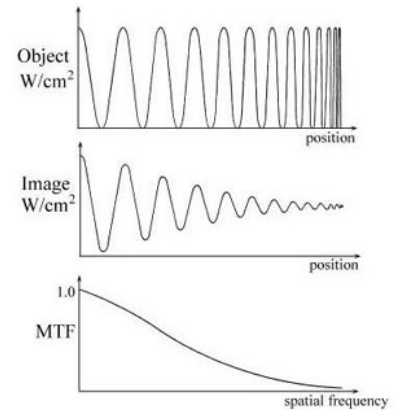 Object
W/cm²
position
Image
W/cm²
position
1.0
MTF
spatial frequency